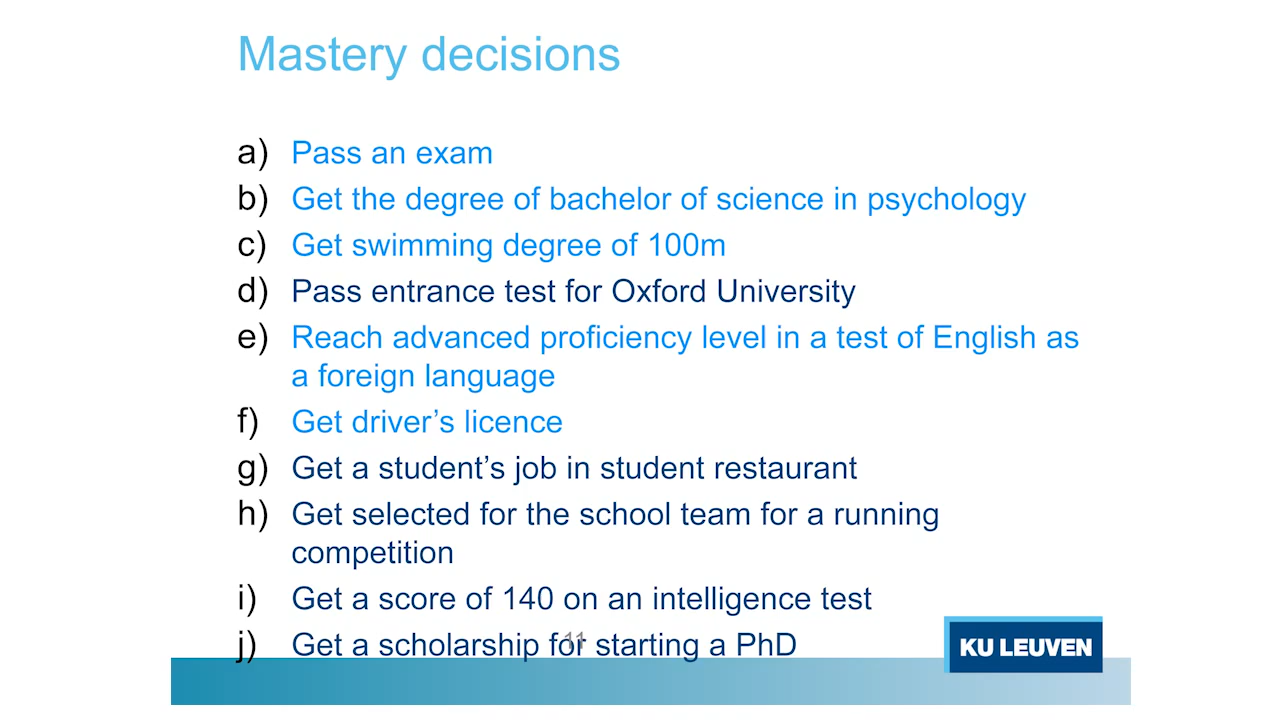 Mastery decisions
a) Pass an exam
b) Get the degree of bachelor of science in psychology
c) Get swimming degree of 100m
d) Pass entrance test for Oxford University
e) Reach advanced proficiency level in a test of English as
a foreign language
f) Get driver’s licence
g) Get a student’s job in student restaurant
h) Get selected for the school team for a running
competition
i) Get a score of 140 on an intelligence test
j) Get a scholarship for starting a PhD
11
KU LEUVEN